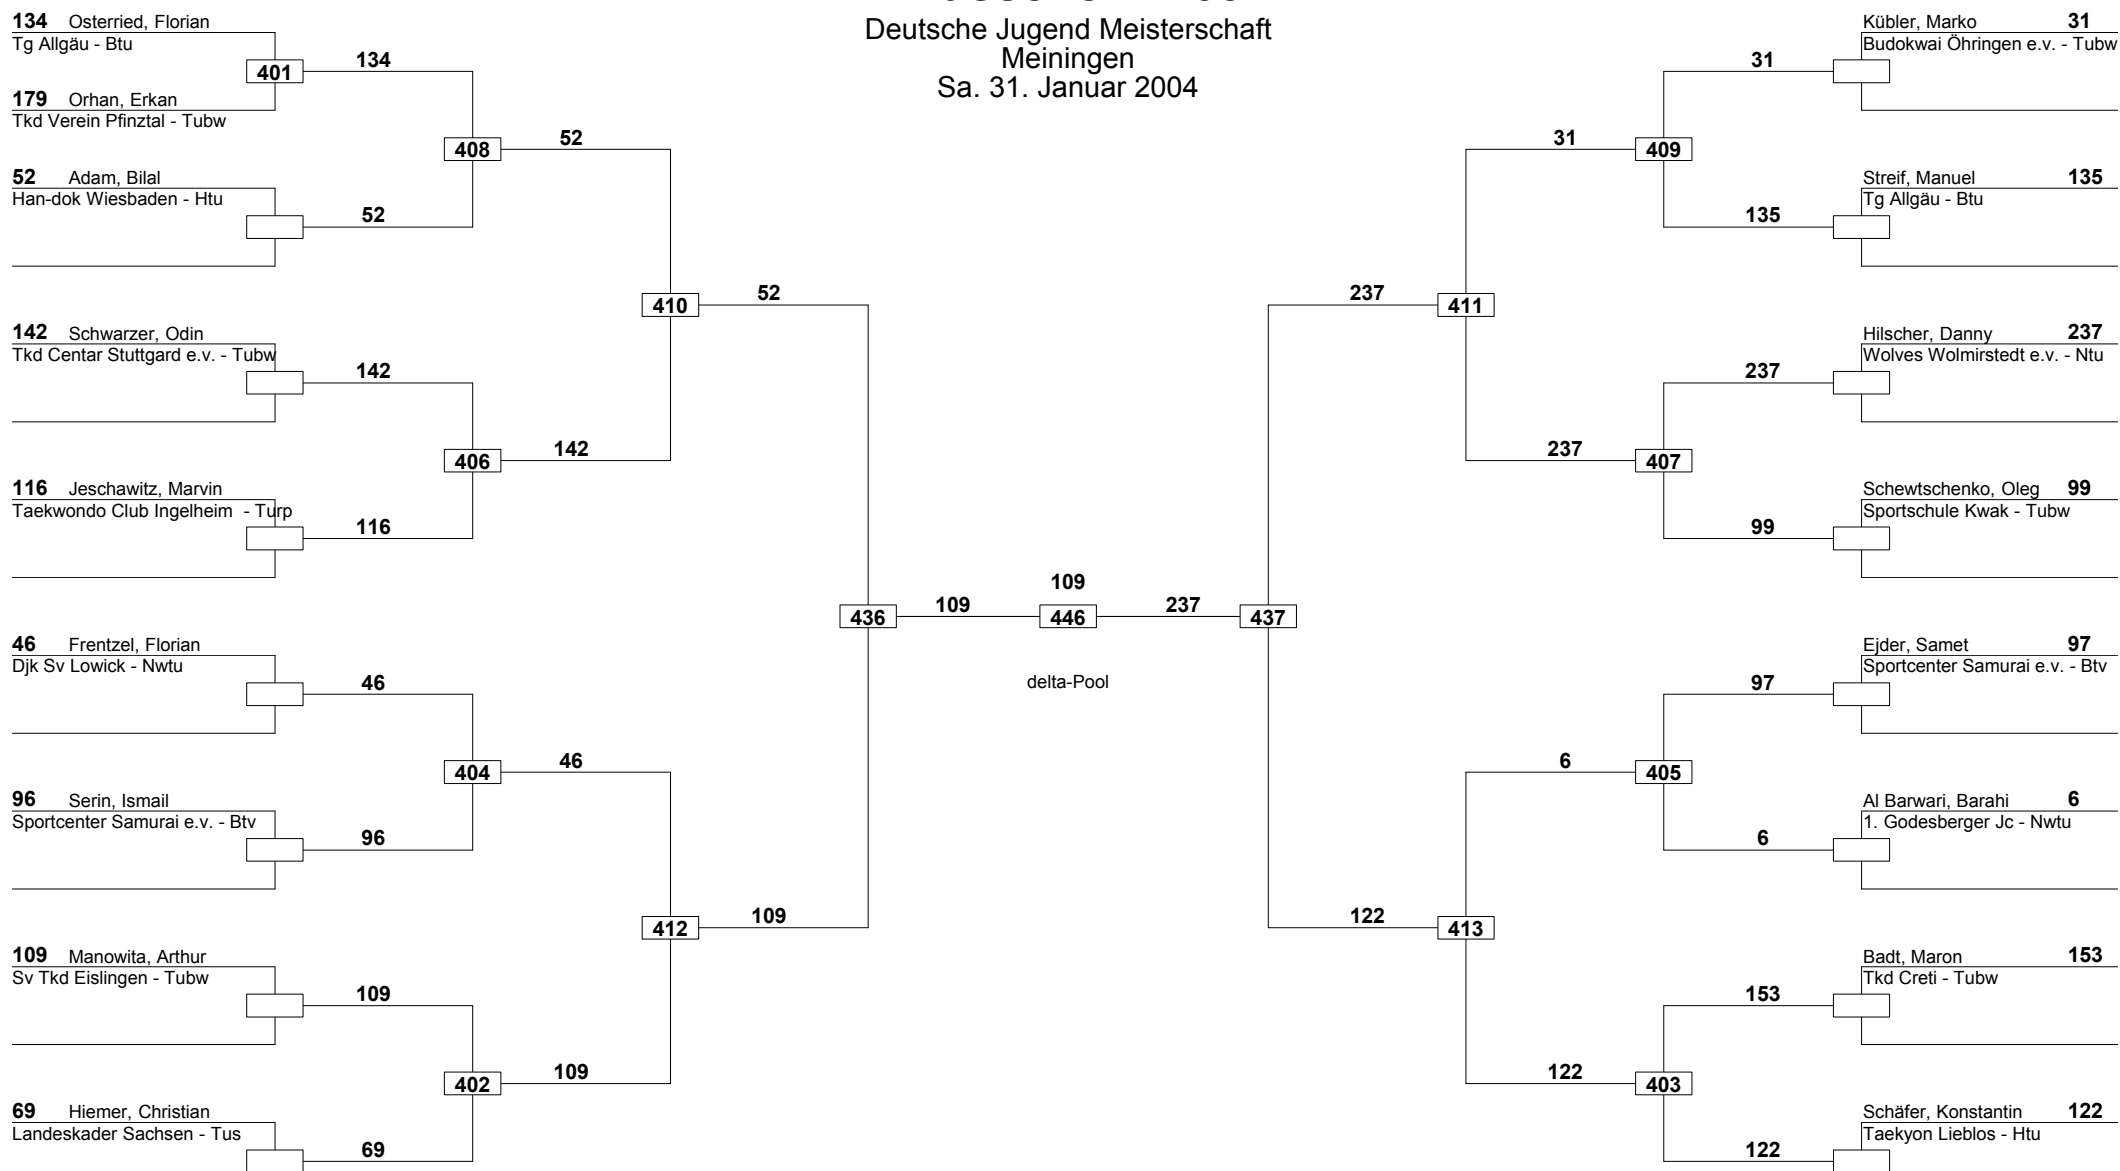 Deutsche Jugend Meisterschaft
Meiningen
Sa. 31. Januar 2004
134 Osterried, Florian
Tg Allgäu - Btu
401
134
179 Orhan, Erkan
Tkd Verein Pfinztal - Tubw
408
52
52 Adam, Bilal
Han-dok Wiesbaden - Htu
52
410
52
142 Schwarzer, Odin
Tkd Centar Stuttgard e.v. - Tubw
142
406
142
116 Jeschawitz, Marvin
Taekwondo Club Ingelheim - Turp
116
436
109
109
446
237
437
delta-Pool
46 Frentzel, Florian
Djk Sv Lowick - Nwtu
46
404
46
96 Serin, Ismail
Sportcenter Samurai e.v. - Btv
96
412
109
109 Manowita, Arthur
Sv Tkd Eislingen - Tubw
109
402
109
69 Hiemer, Christian
Landeskader Sachsen - Tus
69
Kübler, Marko 31
Budokwai Öhringen e.v. - Tubw
31
31
409
Streif, Manuel 135
Tg Allgäu - Btu
135
237
411
Hilscher, Danny 237
Wolves Wolmirstedt e.v. - Ntu
237
237
407
Schewtschenko, Oleg 99
Sportschule Kwak - Tubw
99
Ejder, Samet 97
Sportcenter Samurai e.v. - Btv
97
6
405
Al Barwari, Barahi 6
1. Godesberger Jc - Nwtu
6
122
413
Badt, Maron 153
Tkd Creti - Tubw
153
122
403
Schäfer, Konstantin 122
Taekyon Lieblos - Htu
122